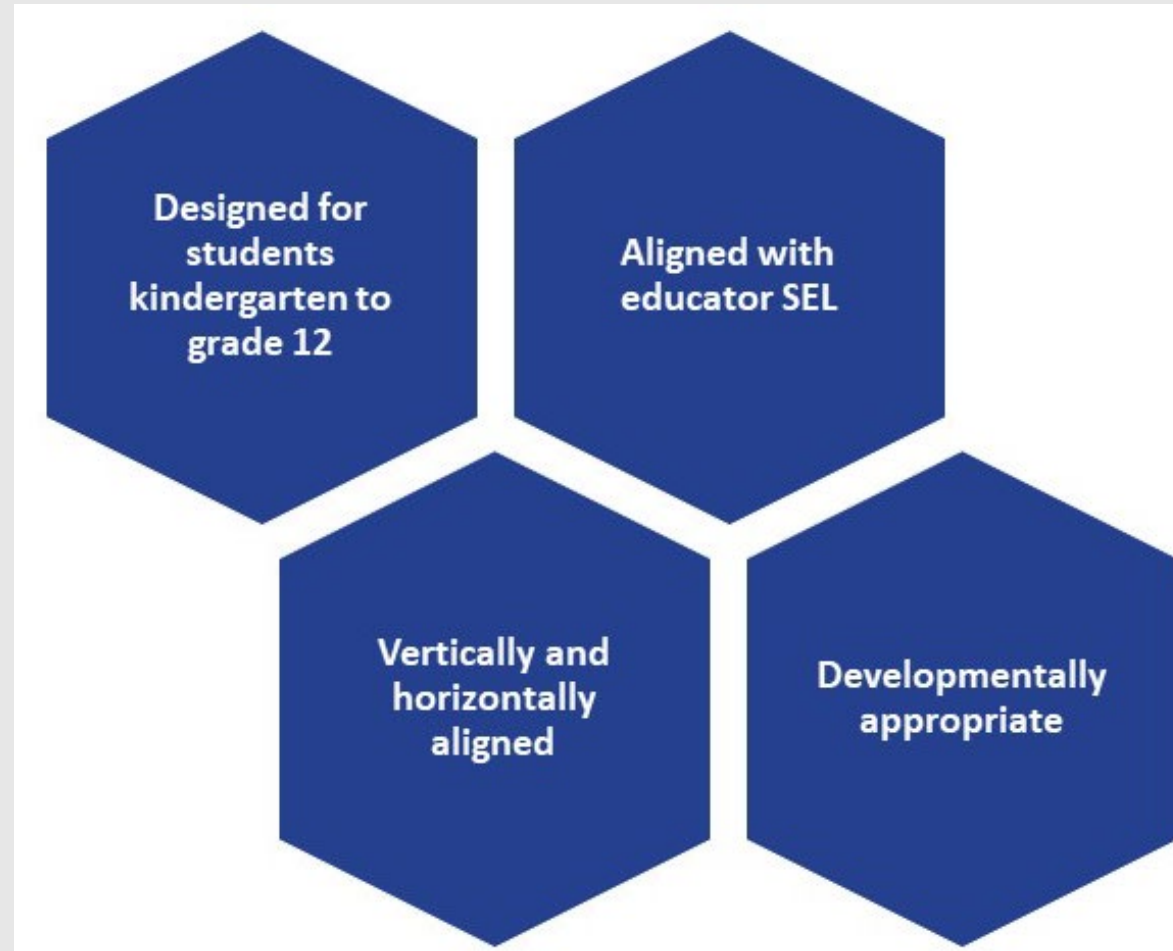 Designed for
students
kindergarten to
grade 12
Aligned with
educator SEL
Vertically and
horizontally
aligned
Developmentally
appropriate